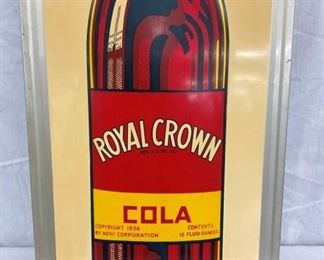 ROYAL CROWN
COLA
COPYRIGHT 1936 CONTENTS
BY NEHI CORPORATION 12 FLUID OUNCES